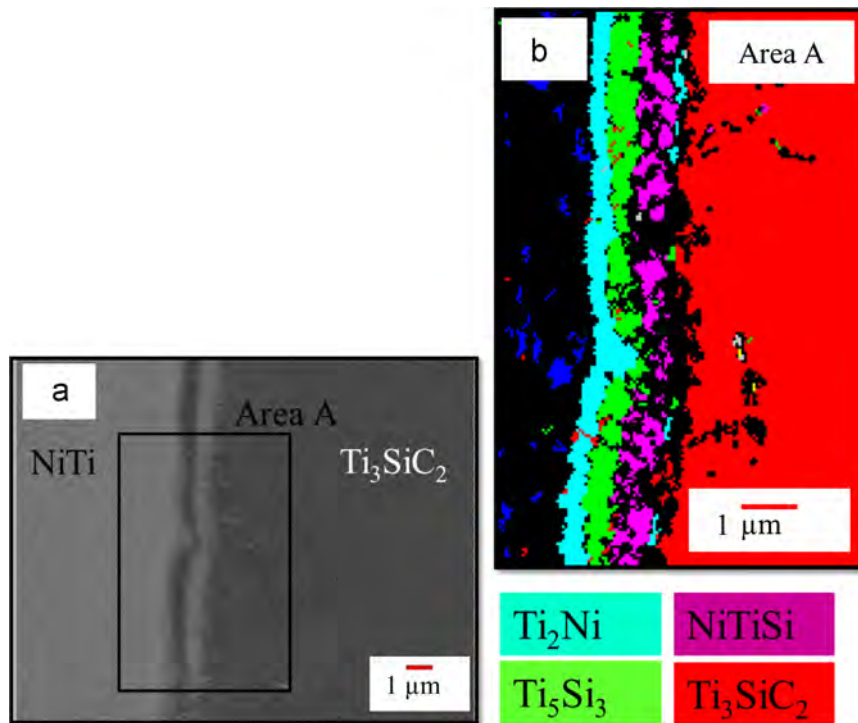 b
Area A
1 µm
a
Area A
NiTi
Ti₃SiC₂
1 µm
Ti₂Ni
NiTiSi
Ti₅Si₃
Ti₃SiC₂